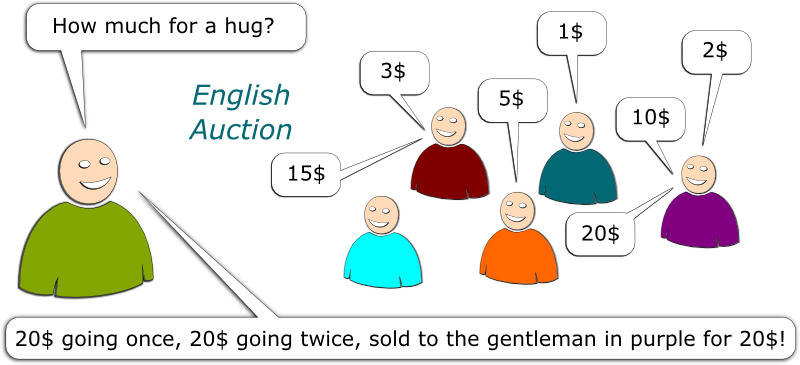 How much for a hug?
English
Auction
3$
1$
2$
5$
10$
15$
20$
20$ going once, 20$ going twice, sold to the gentleman in purple for 20$!